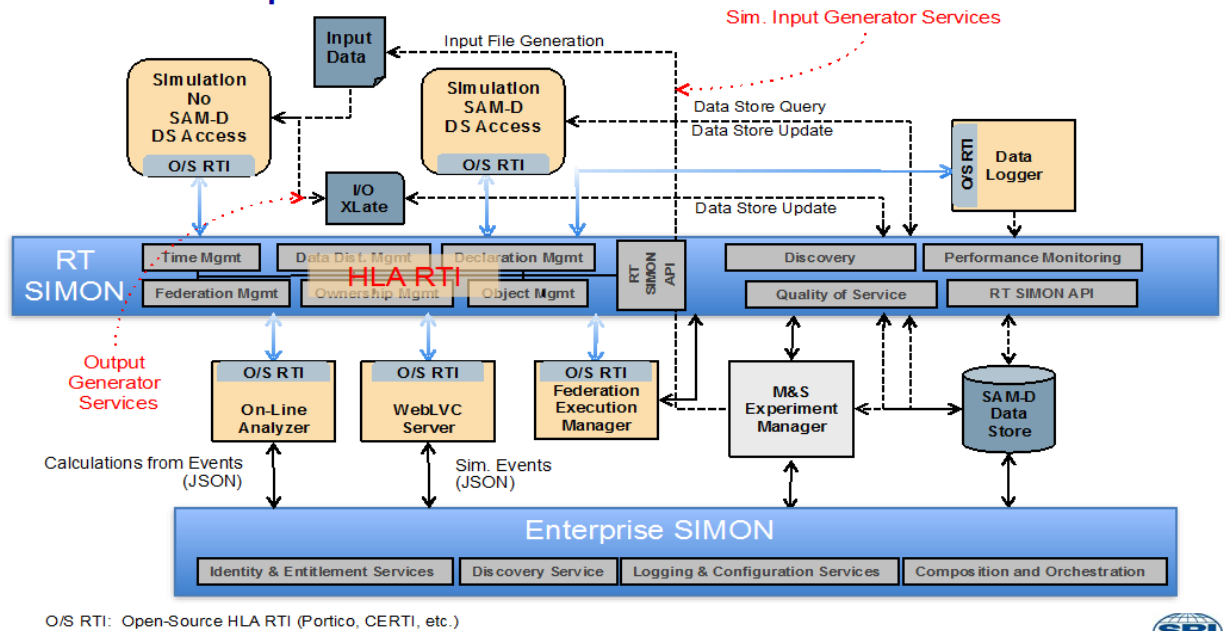 Sim. Input Generator Services
Input
Data
Input File Generation
Simulation
No
SAM-D
DS Access
O/S RTI
Simulation
SAM-D
DS Access
O/S RTI
Data Store Query
Data Store Update
O/S RTI
Data
Logger
I/O
XLate
Data Store Update
RT
SIMON
Time Mgmt
Data Dist. Mgmt
Declaration Mgmt
HLA RTI
Federation Mgmt
Ownership Mgmt
Object Mgmt
RT
SIMON
API
Discovery
Performance Monitoring
Quality of Service
RT SIMON API
Output
Generator
Services
O/S RTI
On-Line
Analyzer
O/S RTI
WebLVC
Server
O/S RTI
Federation
Execution
Manager
M&S
Experiment
Manager
SAM-D
Data
Store
Calculations from Events
(JSON)
Sim. Events
(JSON)
Enterprise SIMON
Identity & Entitlement Services
Discovery Service
Logging & Configuration Services
Composition and Orchestration
O/S RTI: Open-Source HLA RTI (Portico, CERTI, etc.)